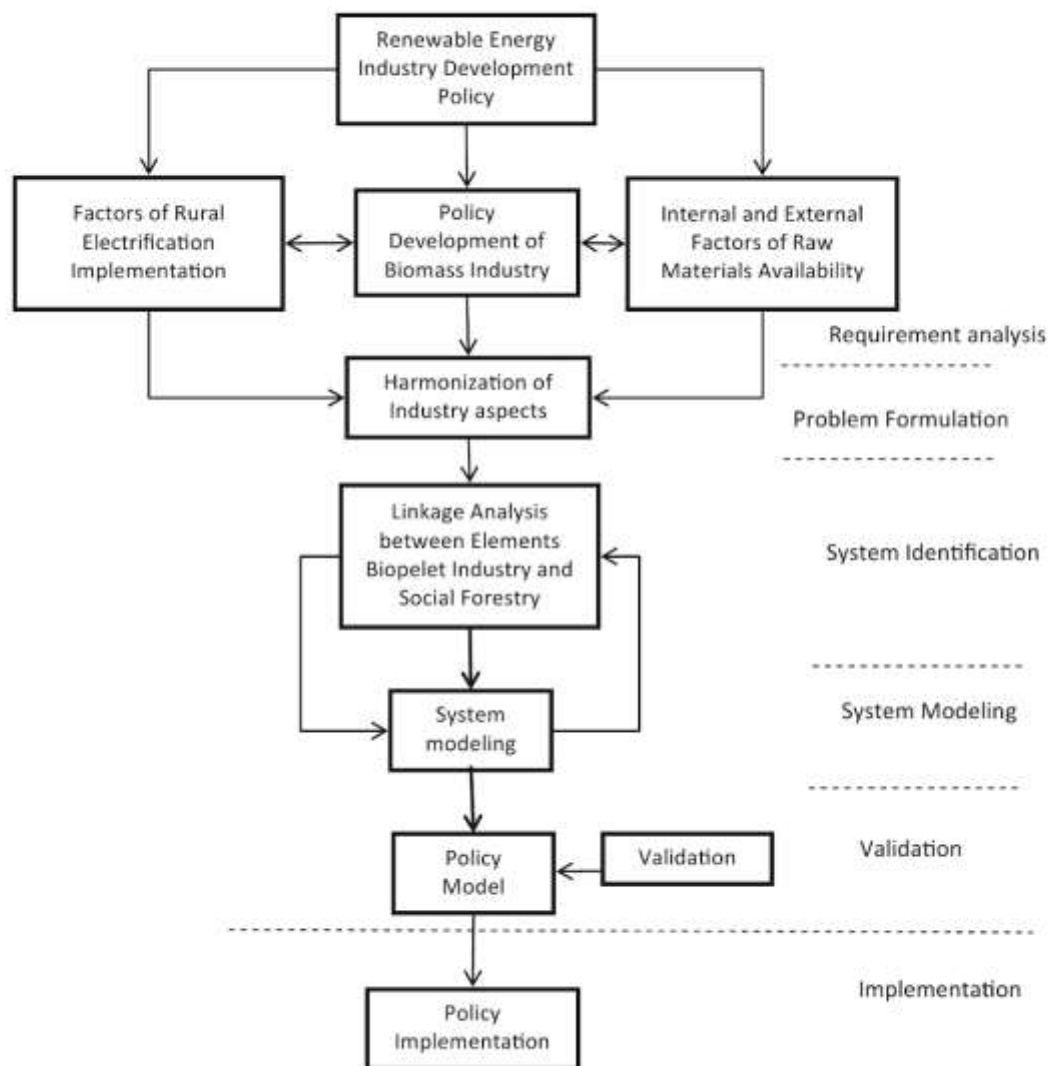 Renewable Energy
Industry Development
Policy
Factors of Rural
Electrification
Implementation
Policy
Development of
Biomass Industry
Internal and External
Factors of Raw
Materials Availability
Requirement analysis
Harmonization of
Industry aspects
Problem Formulation
Linkage Analysis
between Elements
Biopelet Industry and
Social Forestry
System Identification
System
modeling
System Modeling
Policy
Model
Validation
Validation
Implementation
Policy
Implementation